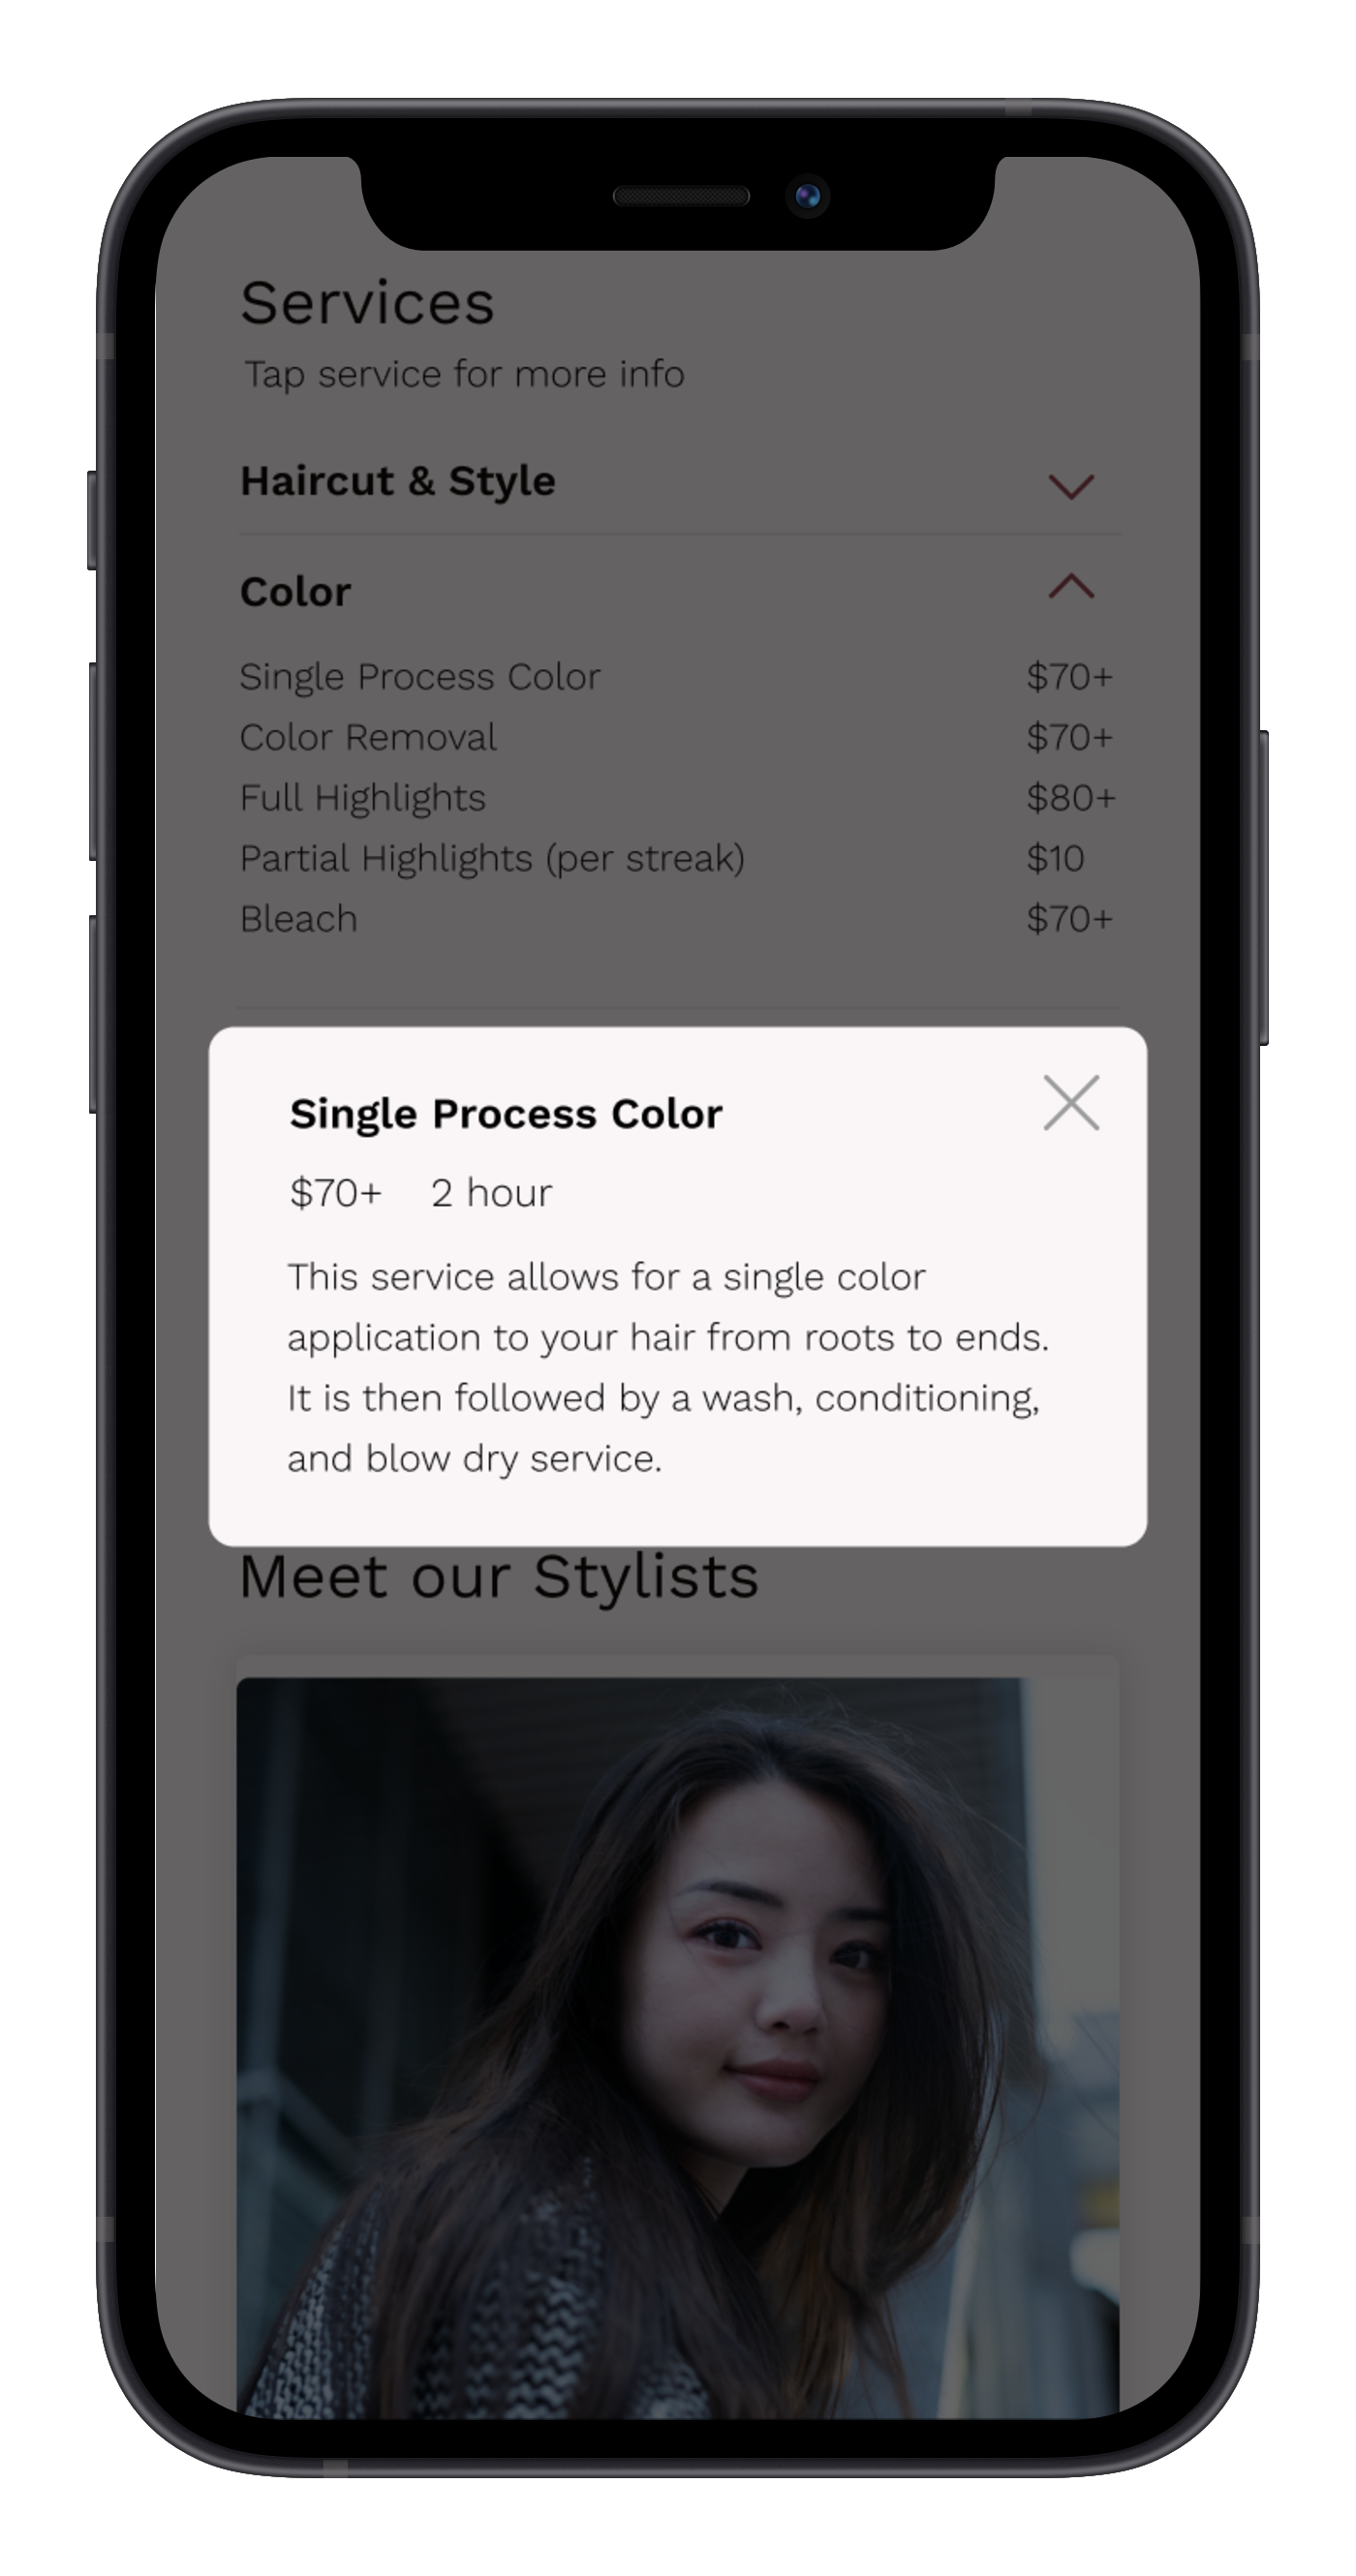 Services
Tap service for more info
Haircut & Style
Color
Single Process Color $70+
Color Removal $70+
Full Highlights $80+
Partial Highlights (per streak) $10
Bleach $70+
Single Process Color
$70+ 2 hour
This service allows for a single color
application to your hair from roots to ends.
It is then followed by a wash, conditioning,
and blow dry service.
Meet our Stylists